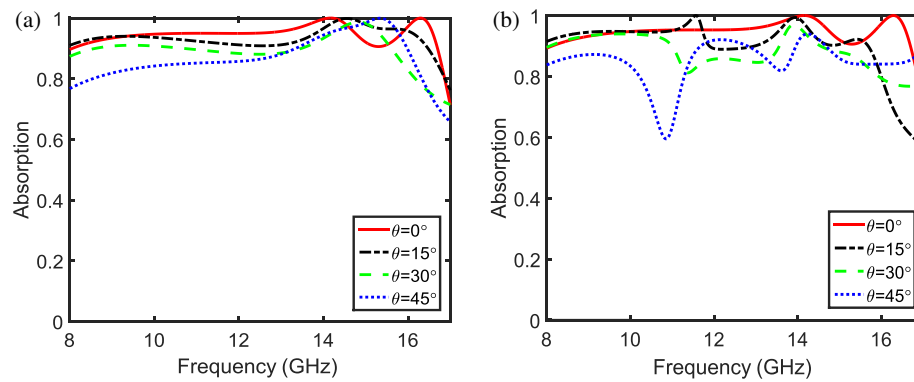 (a)
Absorption
1
0.8
0.6
0.4
0.2
0
8
10
12
14
16
Frequency (GHz)
θ=0°
θ=15°
θ=30°
θ=45°
(b)
Absorption
1
0.8
0.6
0.4
0.2
0
8
10
12
14
16
Frequency (GHz)
θ=0°
θ=15°
θ=30°
θ=45°